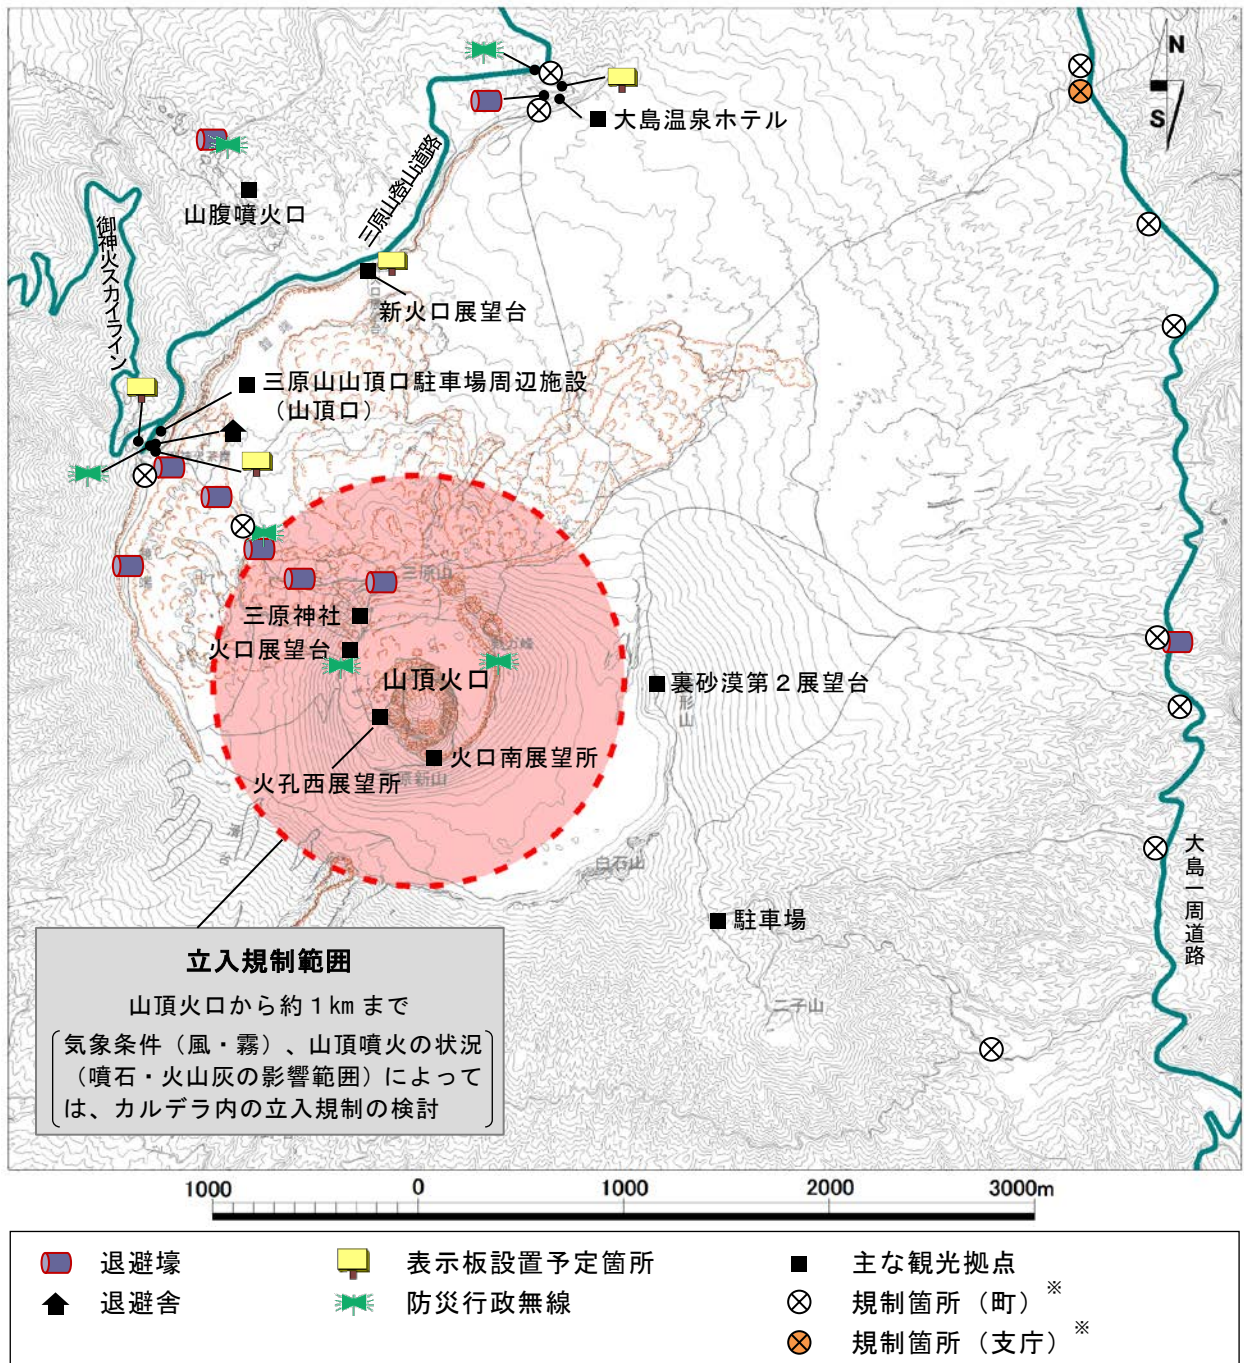 N
S
大島温泉ホテル
三原山登山道路
山腹噴火口
御神火スカイライン
新火口展望台
三原山山頂口駐車場周辺施設
（山頂口）
三原山
三原神社
火口展望台
山頂火口
裏砂漠第２展望台
火口南展望所
火孔西展望所
白石山
大島一周道路
駐車場
二子山
立入規制範囲
山頂火口から約１㎞まで
気象条件（風・霧）、山頂噴火の状況
（噴石・火山灰の影響範囲）によって
は、カルデラ内の立入規制の検討
1000 0 1000 2000 3000m
退避壕 表示板設置予定箇所 主な観光拠点
退避舎 防災行政無線 規制箇所（町）※
規制箇所（支庁）※